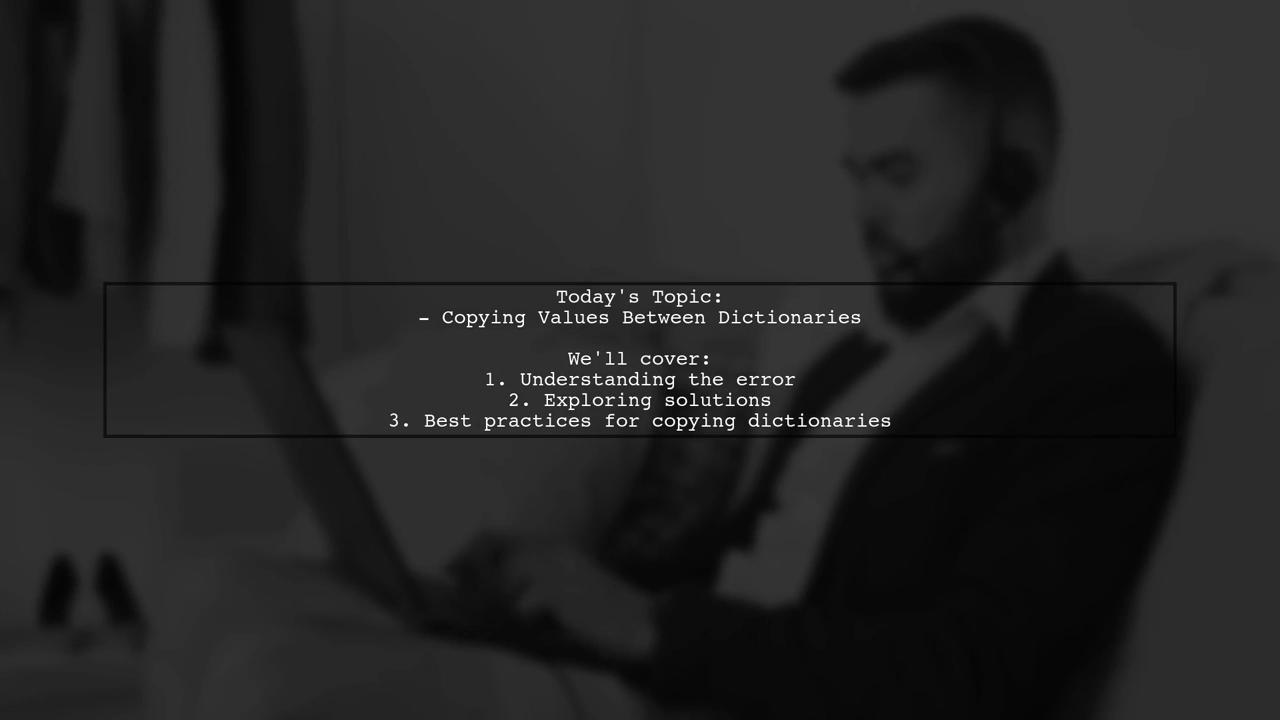 Today's Topic:
- Copying Values Between Dictionaries
We'll cover:
1. Understanding the error
2. Exploring solutions
3. Best practices for copying dictionaries